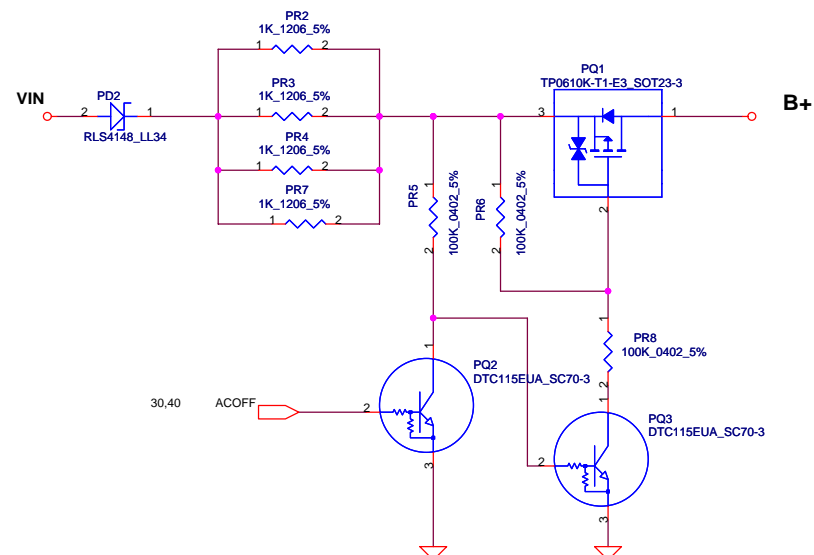 PR2
1K_1206_5%
1 2
PR3
1K_1206_5%
1 2
PR4
1K_1206_5%
1 2
PR7
1K_1206_5%
1 2
VIN
PD2
2 1
RLS4148_LL34
PQ1
TP0610K-T1-E3_SOT23-3
3 1
2
B+
PR5
100K_0402_5%
1 2
PR6
100K_0402_5%
1 2
PR8
100K_0402_5%
1 2
PQ2
DTC115EUA_SC70-3
1
2
3
30,40 ACOFF
PQ3
DTC115EUA_SC70-3
1
2
3